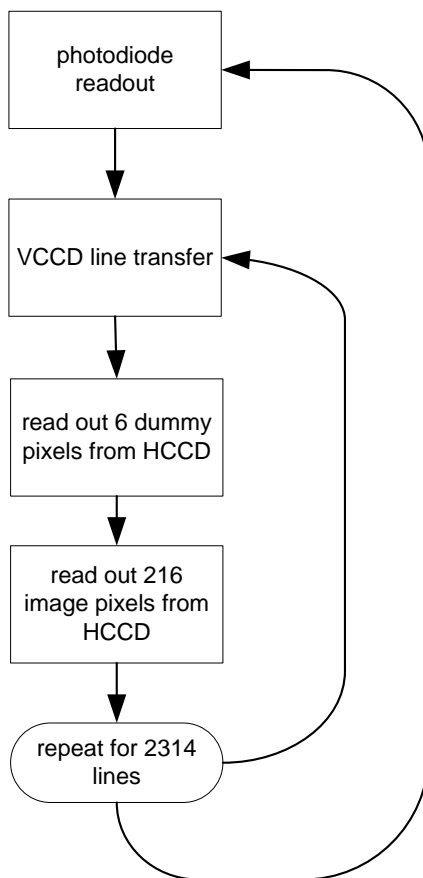 photodiode
readout
VCCD line transfer
read out 6 dummy
pixels from HCCD
read out 216
image pixels from
HCCD
repeat for 2314
lines